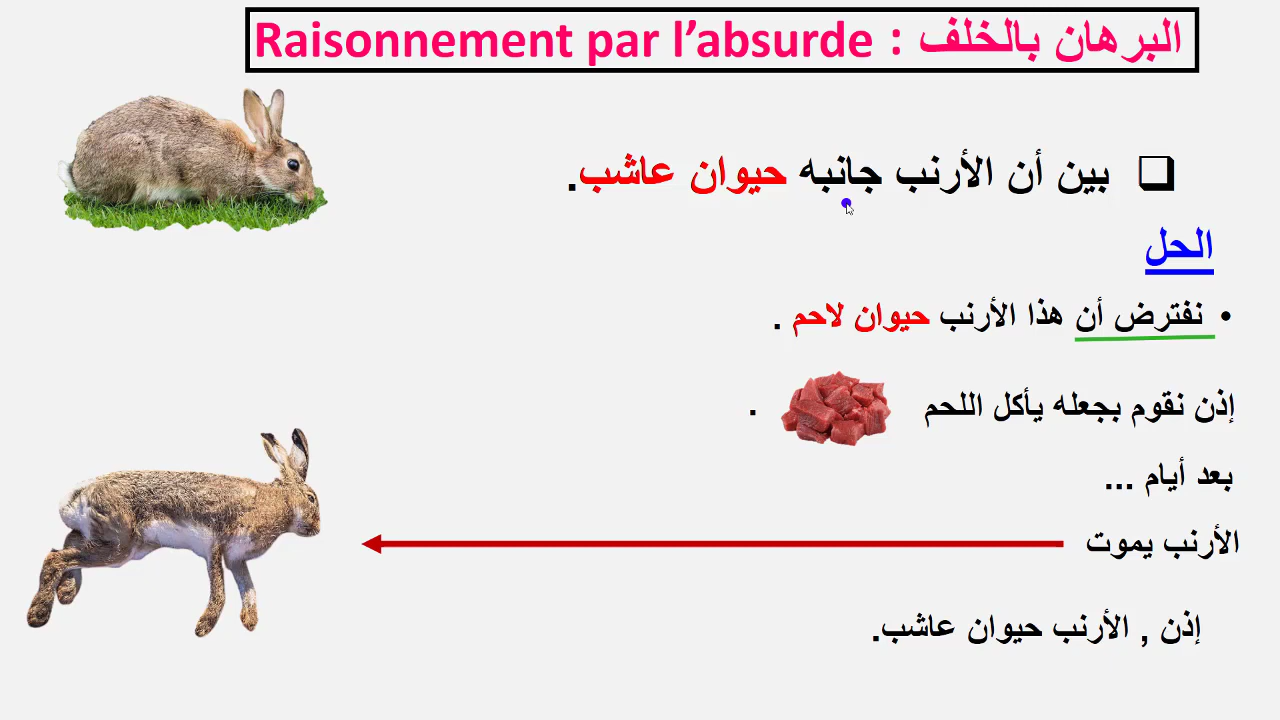 البرهان بالخلف : Raisonnement par l’absurde
بين أن الأرنب جانبه حيوان عاشب.
الحل
• نفترض أن هذا الأرنب حيوان لاحم .
إذن نقوم بجعله يأكل اللحم .
بعد أيام ...
الأرنب يموت
إذن , الأرنب حيوان عاشب.